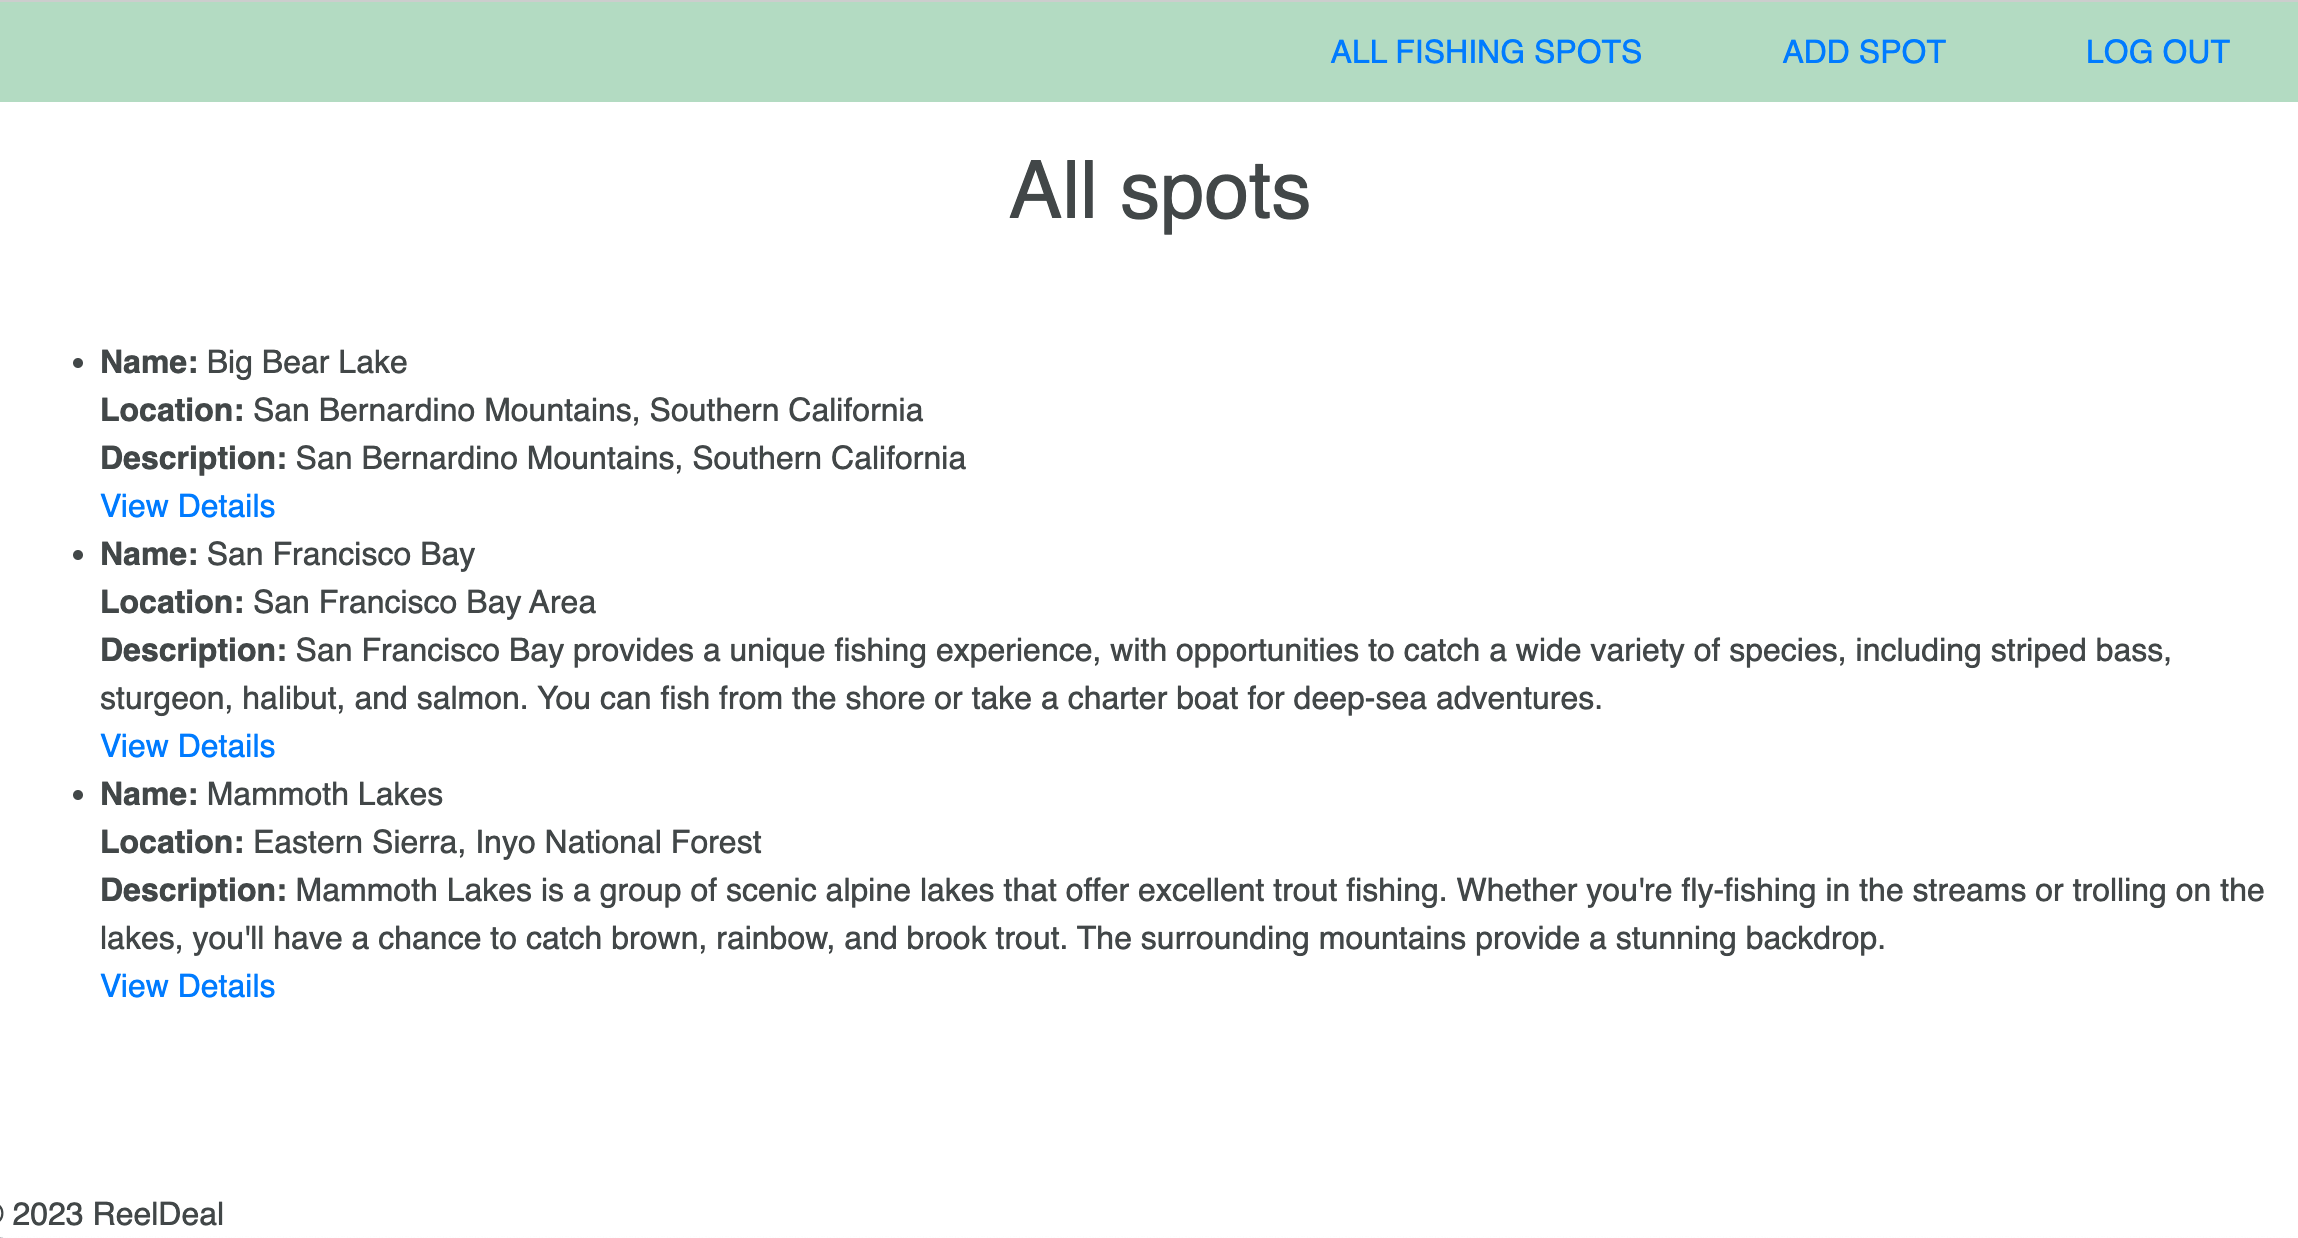 ALL FISHING SPOTS ADD SPOT LOG OUT
All spots
• Name: Big Bear Lake
Location: San Bernardino Mountains, Southern California
Description: San Bernardino Mountains, Southern California
View Details
• Name: San Francisco Bay
Location: San Francisco Bay Area
Description: San Francisco Bay provides a unique fishing experience, with opportunities to catch a wide variety of species, including striped bass,
sturgeon, halibut, and salmon. You can fish from the shore or take a charter boat for deep-sea adventures.
View Details
• Name: Mammoth Lakes
Location: Eastern Sierra, Inyo National Forest
Description: Mammoth Lakes is a group of scenic alpine lakes that offer excellent trout fishing. Whether you're fly-fishing in the streams or trolling on the
lakes, you'll have a chance to catch brown, rainbow, and brook trout. The surrounding mountains provide a stunning backdrop.
View Details
© 2023 ReelDeal